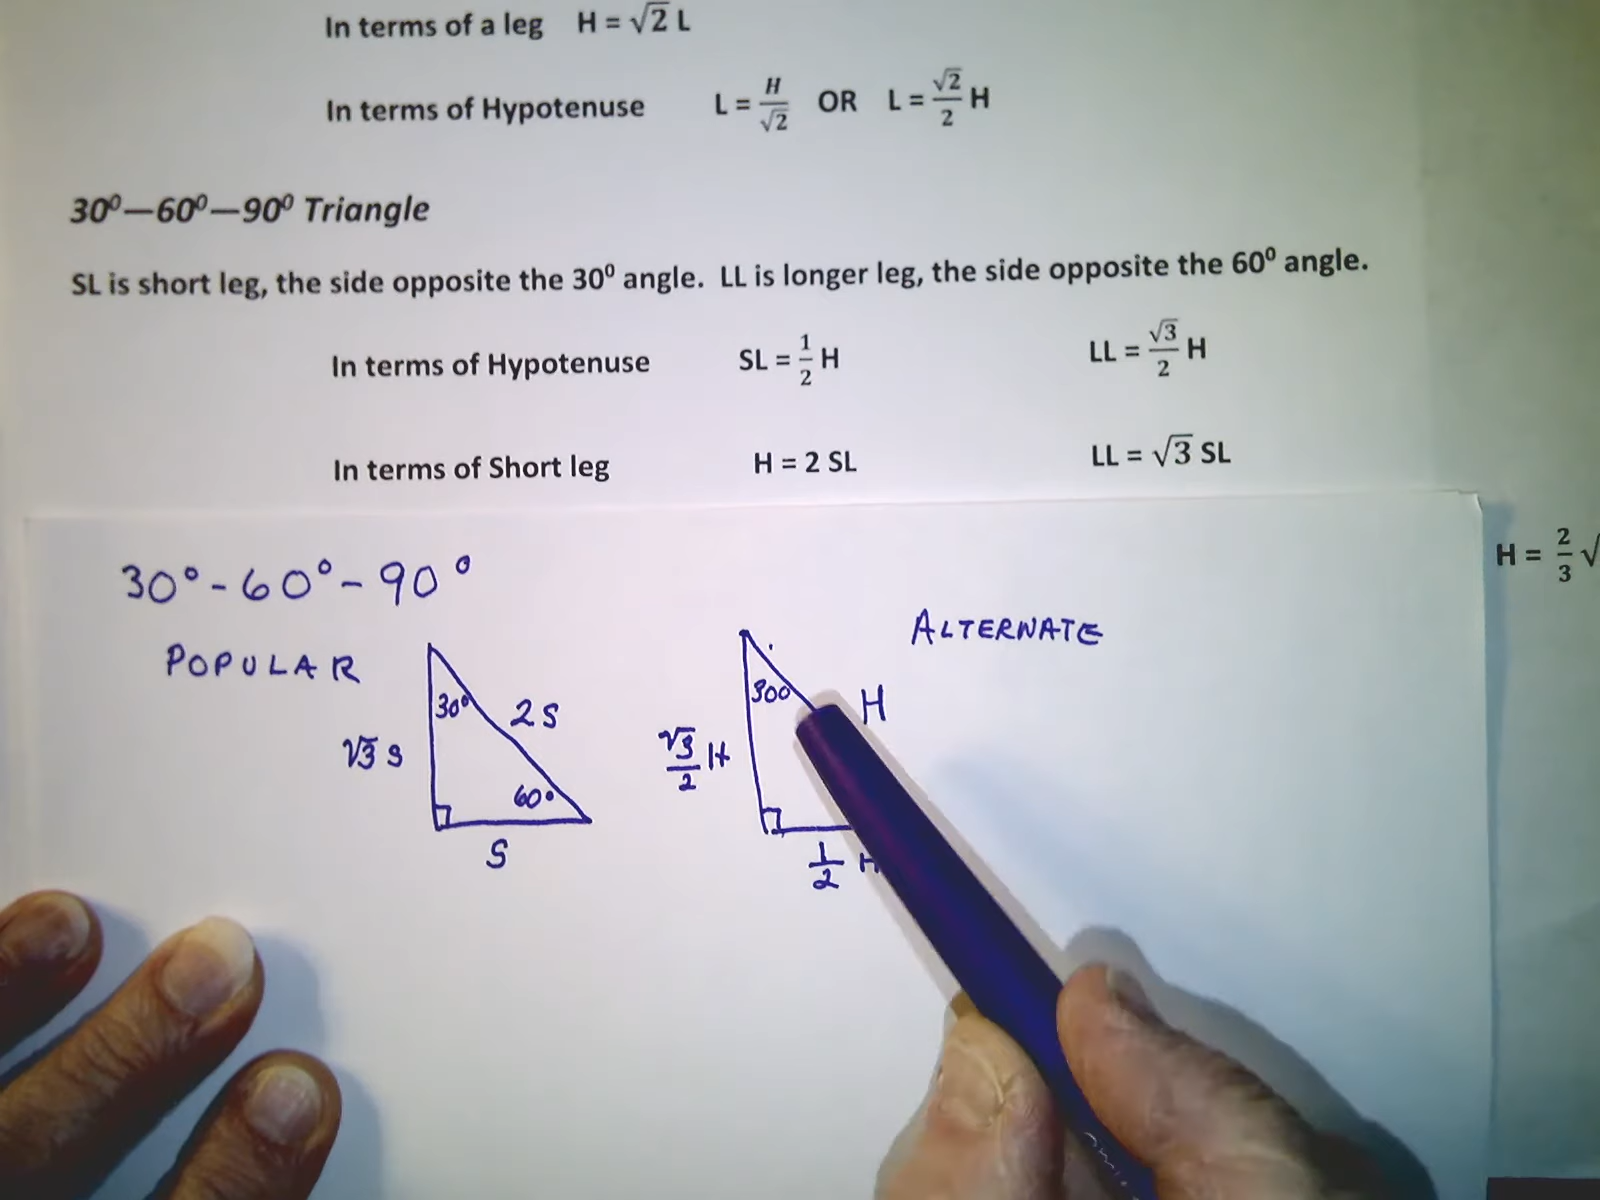 In terms of a leg H = √2 L
In terms of Hypotenuse L = H/√2 OR L = √2/2 H
30⁰—60⁰—90⁰ Triangle
SL is short leg, the side opposite the 30⁰ angle. LL is longer leg, the side opposite the 60⁰ angle.
In terms of Hypotenuse SL = 1/2 H LL = √3/2 H
In terms of Short leg H = 2 SL LL = √3 SL
H = 2/3 √
30° - 60° - 90°
POPULAR
30°
2S
√3 S
60°
S
ALTERNATE
30°
H
√3/2 H
1/2 H